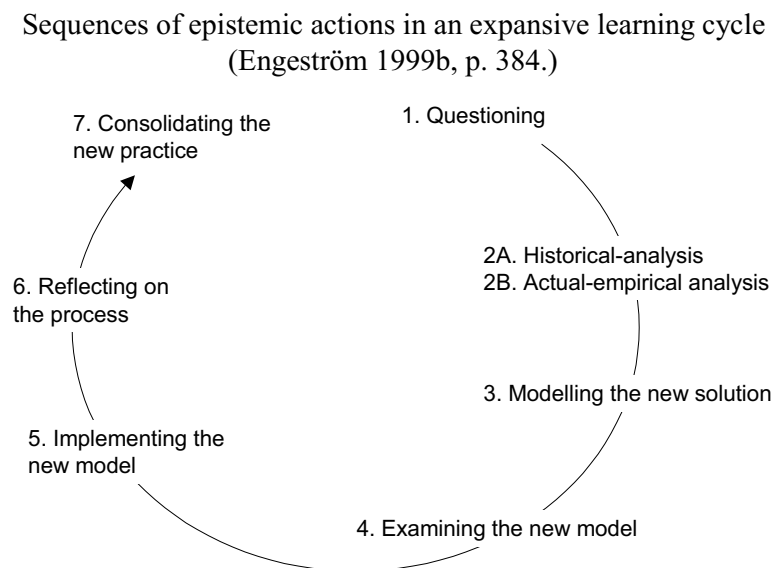 Sequences of epistemic actions in an expansive learning cycle
(Engeström 1999b, p. 384.)
1. Questioning
2A. Historical-analysis
2B. Actual-empirical analysis
3. Modelling the new solution
4. Examining the new model
5. Implementing the
new model
6. Reflecting on
the process
7. Consolidating the
new practice